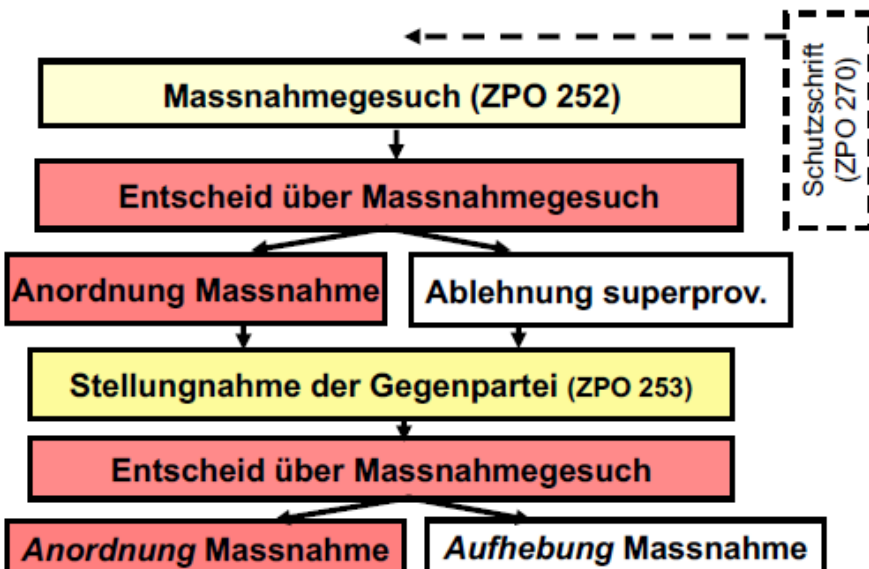 Massnahmegesuch (ZPO 252)
Schutzschrift
(ZPO 270)
Entscheid über Massnahmegesuch
Anordnung Massnahme
Ablehnung superprov.
Stellungnahme der Gegenpartei (ZPO 253)
Entscheid über Massnahmegesuch
Anordnung Massnahme
Aufhebung Massnahme